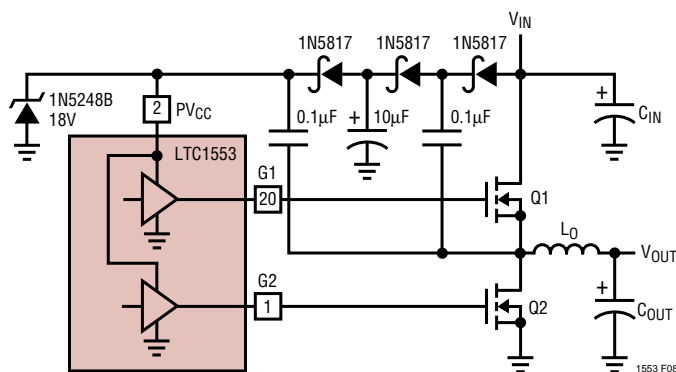 V_IN
1N5817 1N5817 1N5817
1N5248B
18V
2 PV_CC
0.1µF + 10µF 0.1µF + C_IN
LTC1553
G1
20 Q1
L_O
V_OUT
G2
1 Q2 + C_OUT
1553 F08